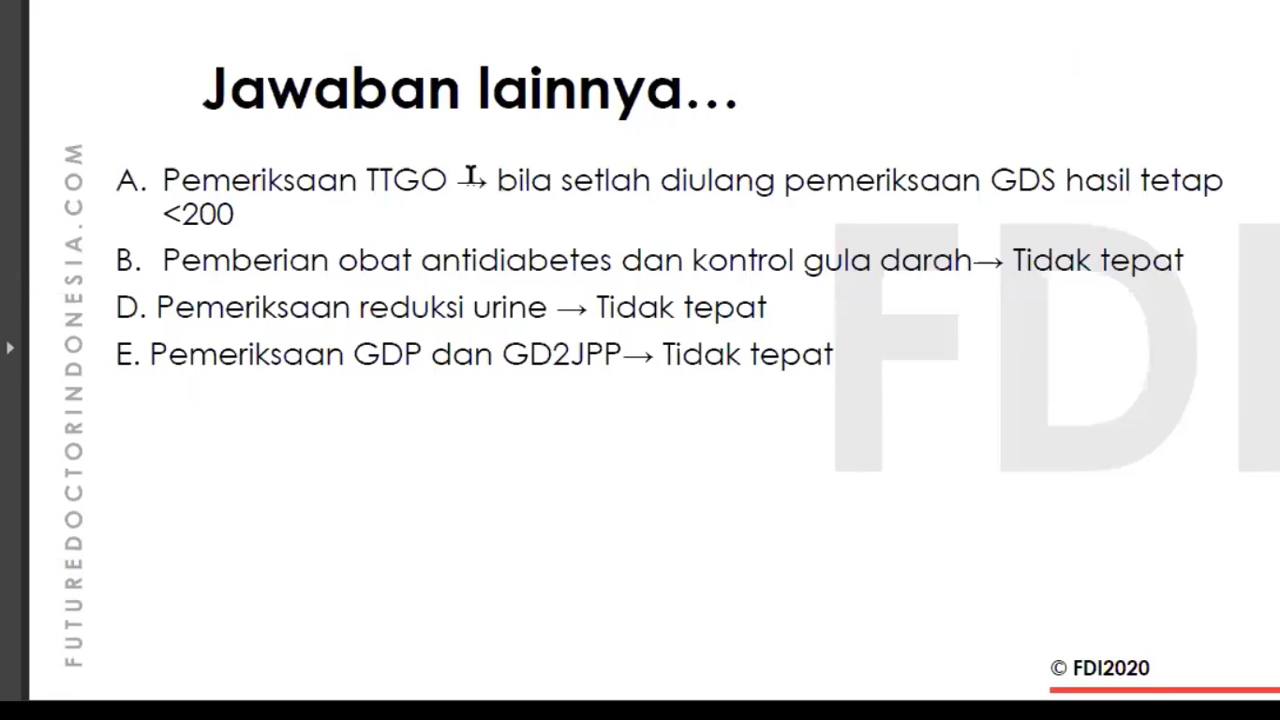 Jawaban lainnya...
A. Pemeriksaan TTGO → bila setlah diulang pemeriksaan GDS hasil tetap
<200
B. Pemberian obat antidiabetes dan kontrol gula darah→ Tidak tepat
D. Pemeriksaan reduksi urine → Tidak tepat
E. Pemeriksaan GDP dan GD2JPP→ Tidak tepat
FUTUREDOCTORINDONESIA.COM
FDI
© FDI2020